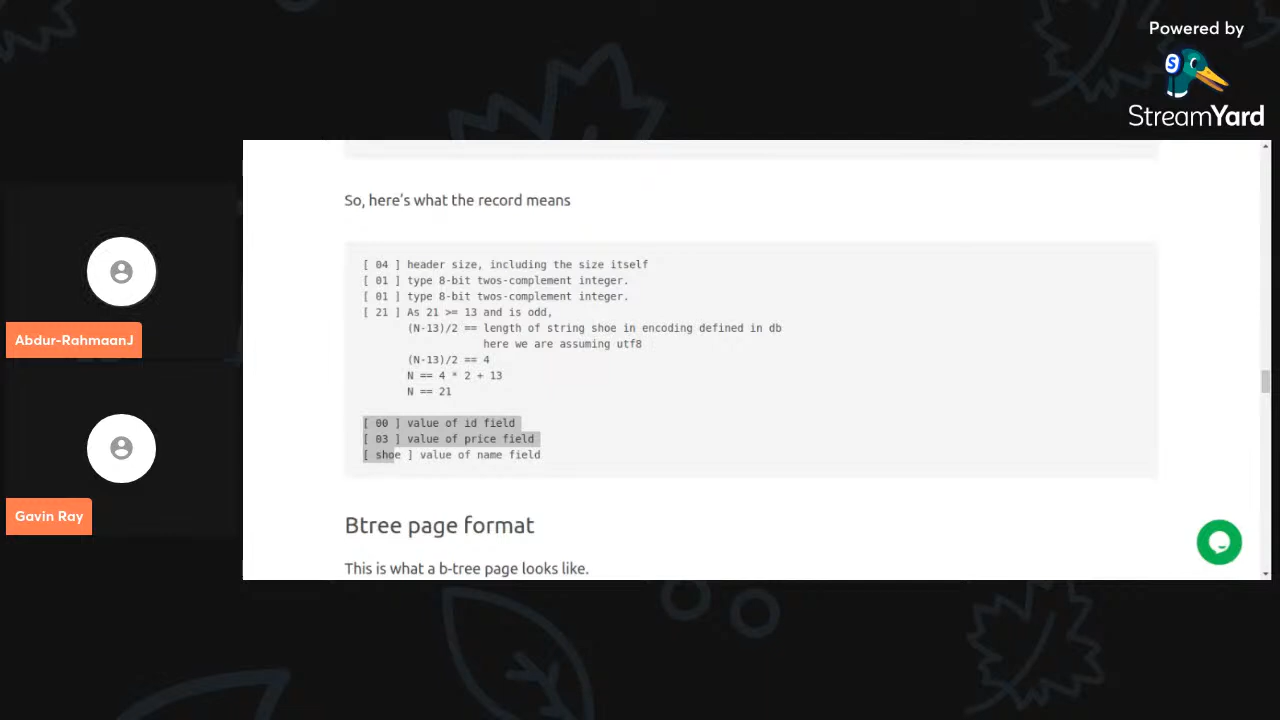 Powered by
S
StreamYard
Abdur-RahmaanJ
Gavin Ray
So, here's what the record means
[ 04 ] header size, including the size itself
[ 01 ] type 8-bit twos-complement integer.
[ 01 ] type 8-bit twos-complement integer.
[ 21 ] As 21 >= 13 and is odd,
(N-13)/2 == length of string shoe in encoding defined in db
here we are assuming utf8
(N-13)/2 == 4
N == 4 * 2 + 13
N == 21
[ 00 ] value of id field
[ 03 ] value of price field
[ shoe ] value of name field
Btree page format
This is what a b-tree page looks like.